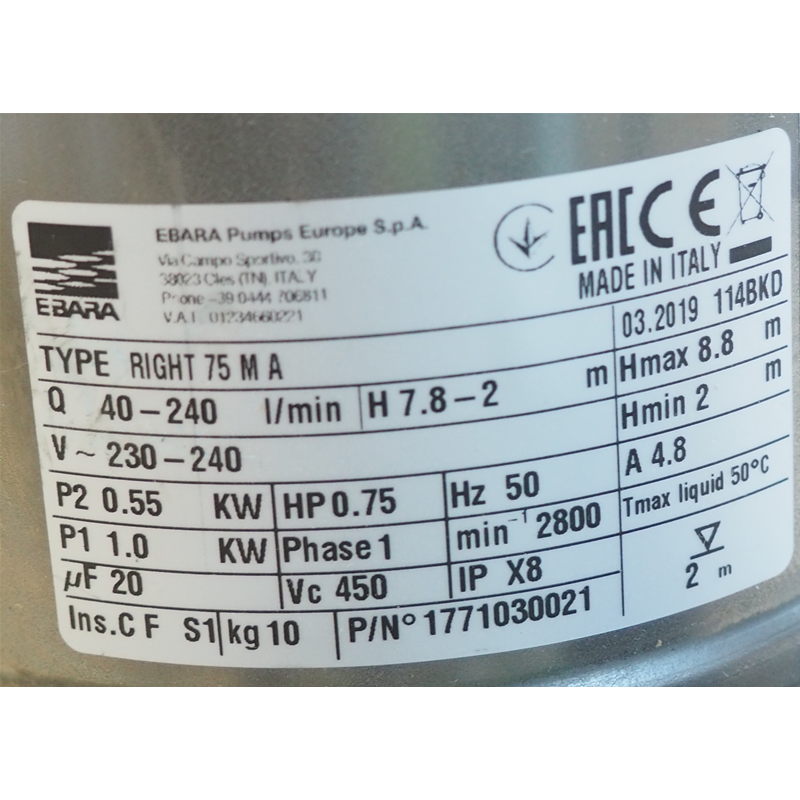 EBARA
EBARA Pumps Europe S.p.A.
Via Campo Sportivo, 30
38023 Cles (TN), ITALY
Phone +39 0444 706811
V.A.T. 01234660221
EAC CE
MADE IN ITALY
03.2019 114BKD
TYPE RIGHT 75 M A
Hmax 8.8 m
Q 40-240 l/min H 7.8-2 m
Hmin 2 m
V~ 230-240
A 4.8
P2 0.55 KW HP 0.75 Hz 50
Tmax liquid 50°C
P1 1.0 KW Phase 1 min⁻¹ 2800
µF 20 Vc 450 IP X8
2 m
Ins.C F S1 kg 10 P/N° 1771030021